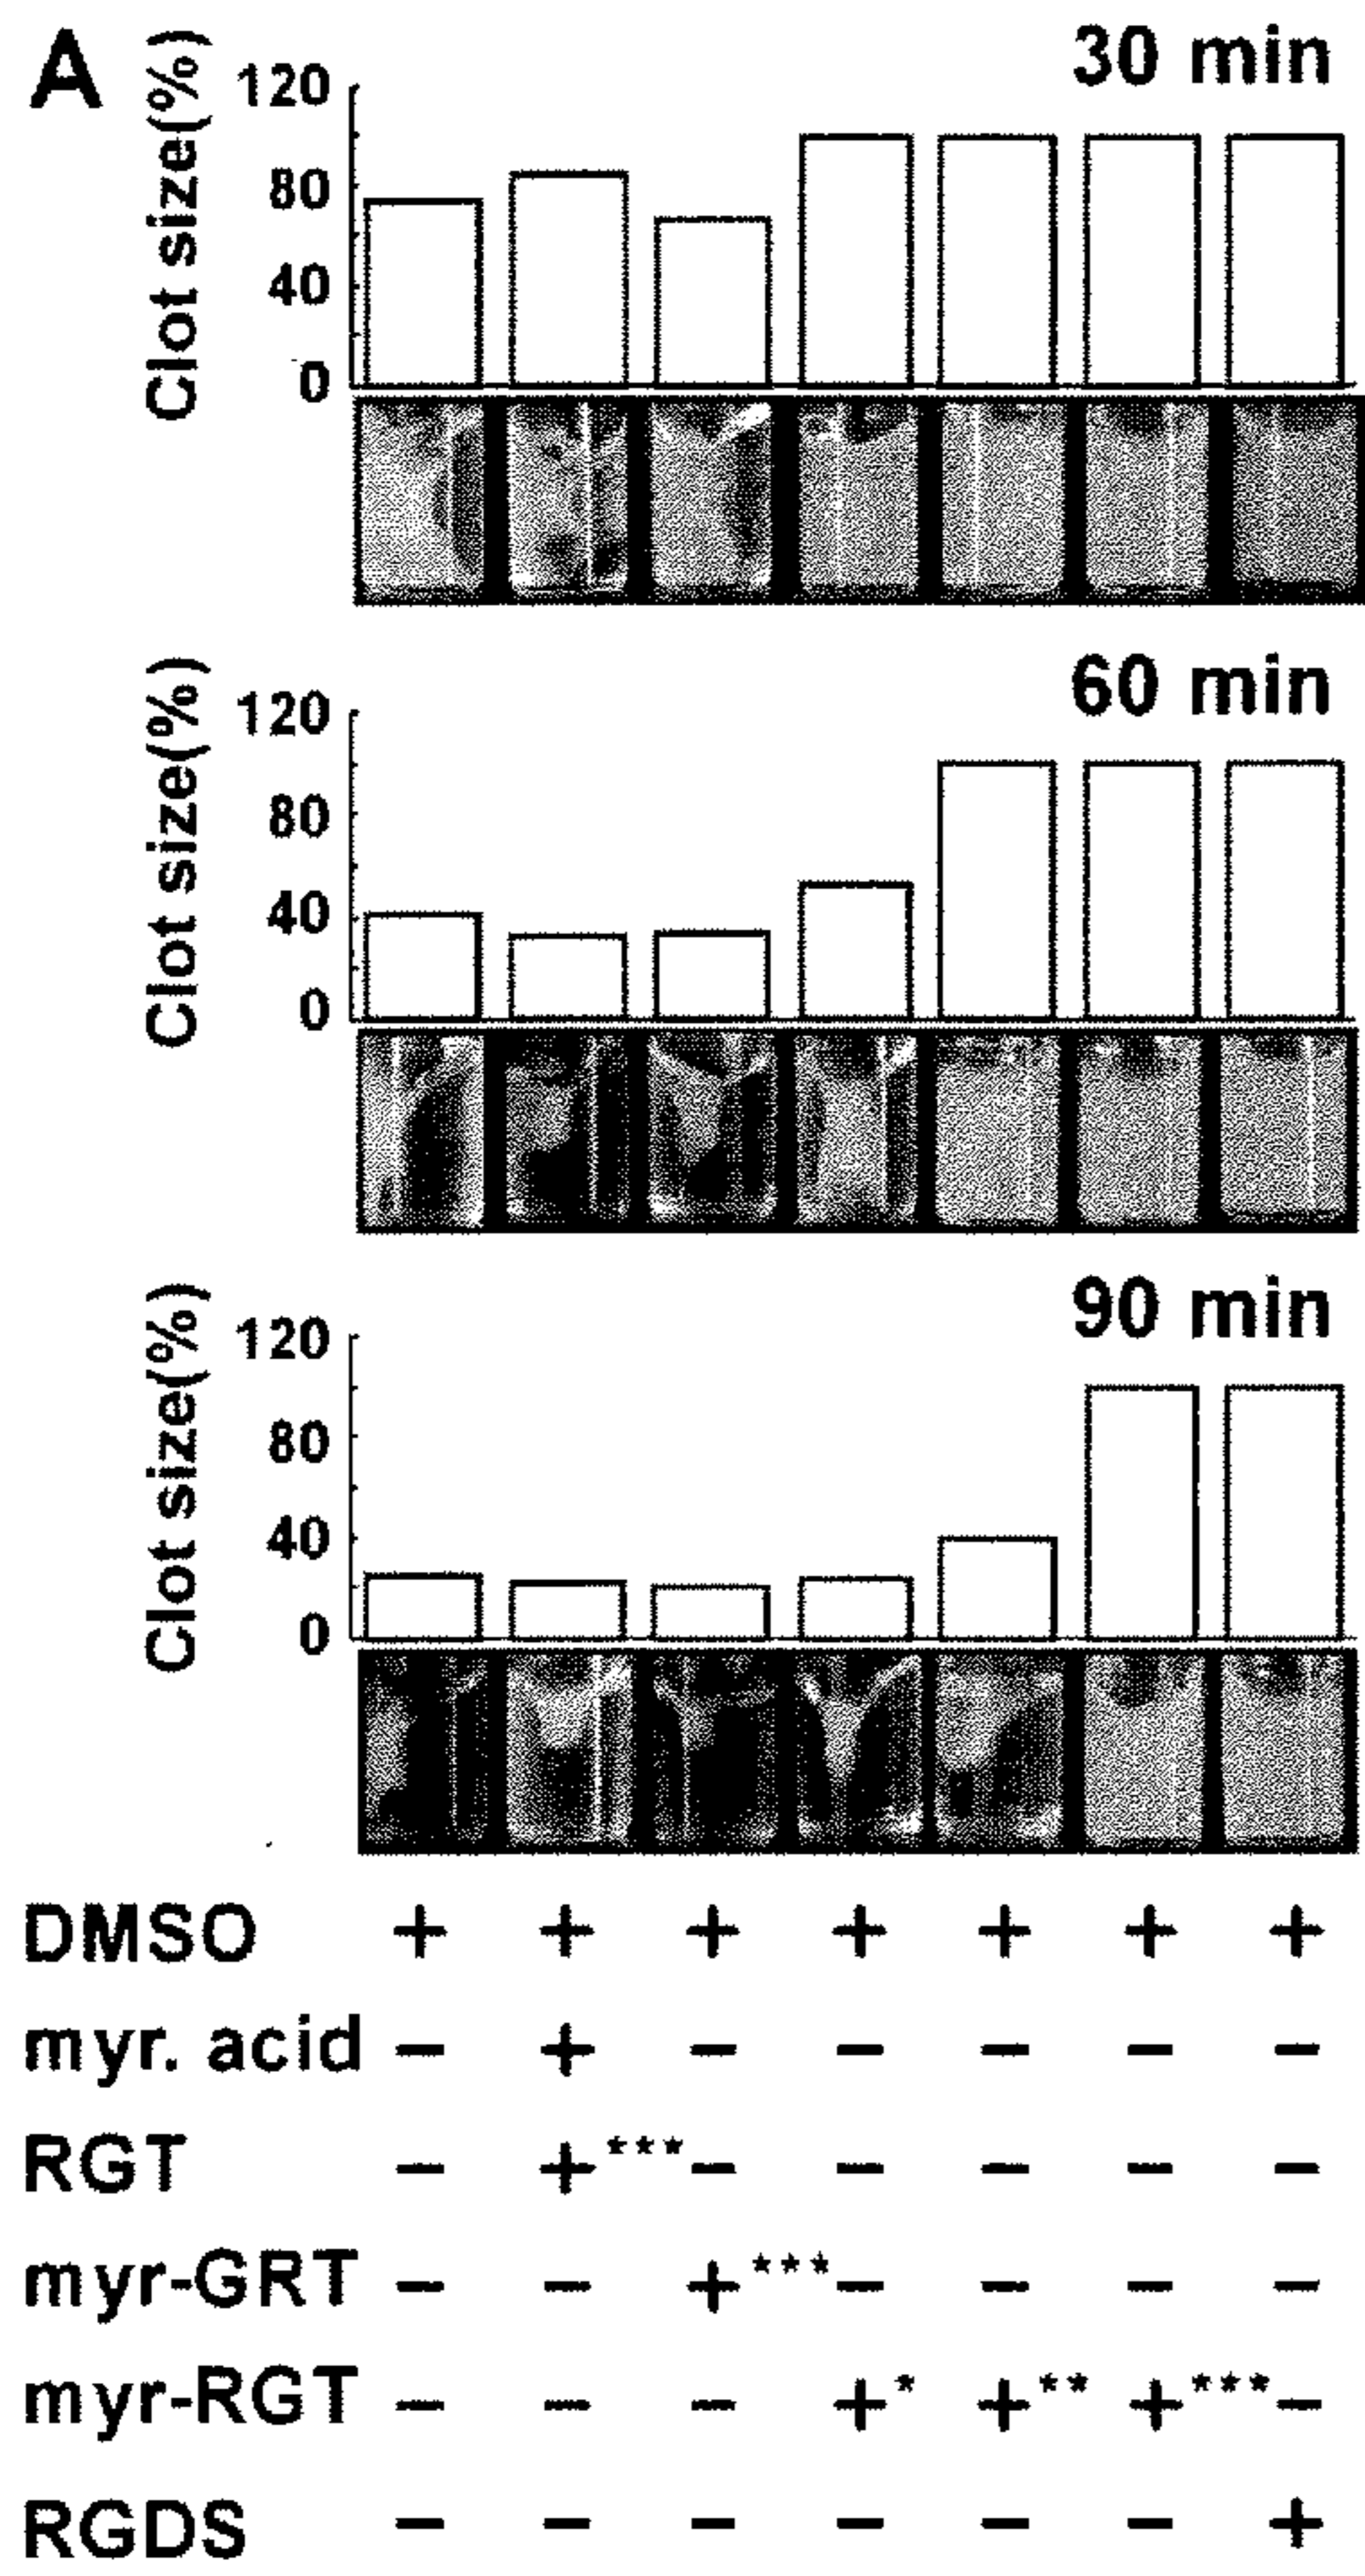 A
30 min
Clot size(%)
120
80
40
0
60 min
Clot size(%)
120
80
40
0
90 min
Clot size(%)
120
80
40
0
DMSO + + + + + + +
myr. acid – + – – – – –
RGT – +*** – – – – –
myr-GRT – – +*** – – – –
myr-RGT – – – +* +** +*** –
RGDS – – – – – – +